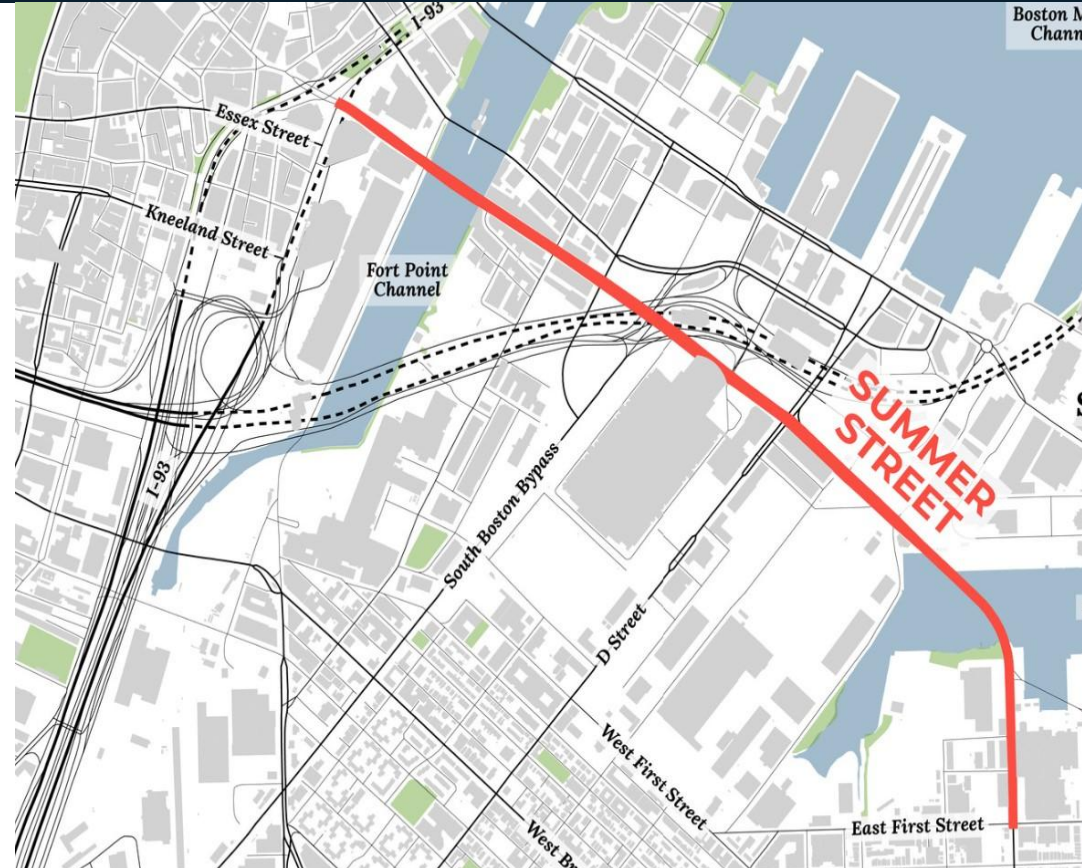 Boston M
Chann
I-93
Essex Street
Kneeland Street
Fort Point
Channel
SUMMER
STREET
S
I-93
South Boston Bypass
D Street
West First Street
East First Street
West Br